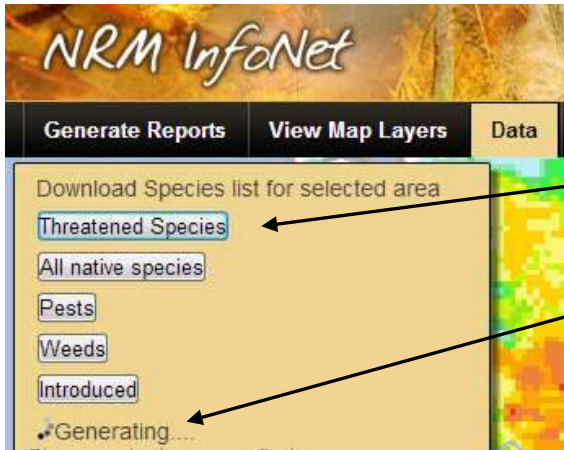 NRM InfoNet
Generate Reports View Map Layers Data
Download Species list for selected area
Threatened Species
All native species
Pests
Weeds
Introduced
Generating....